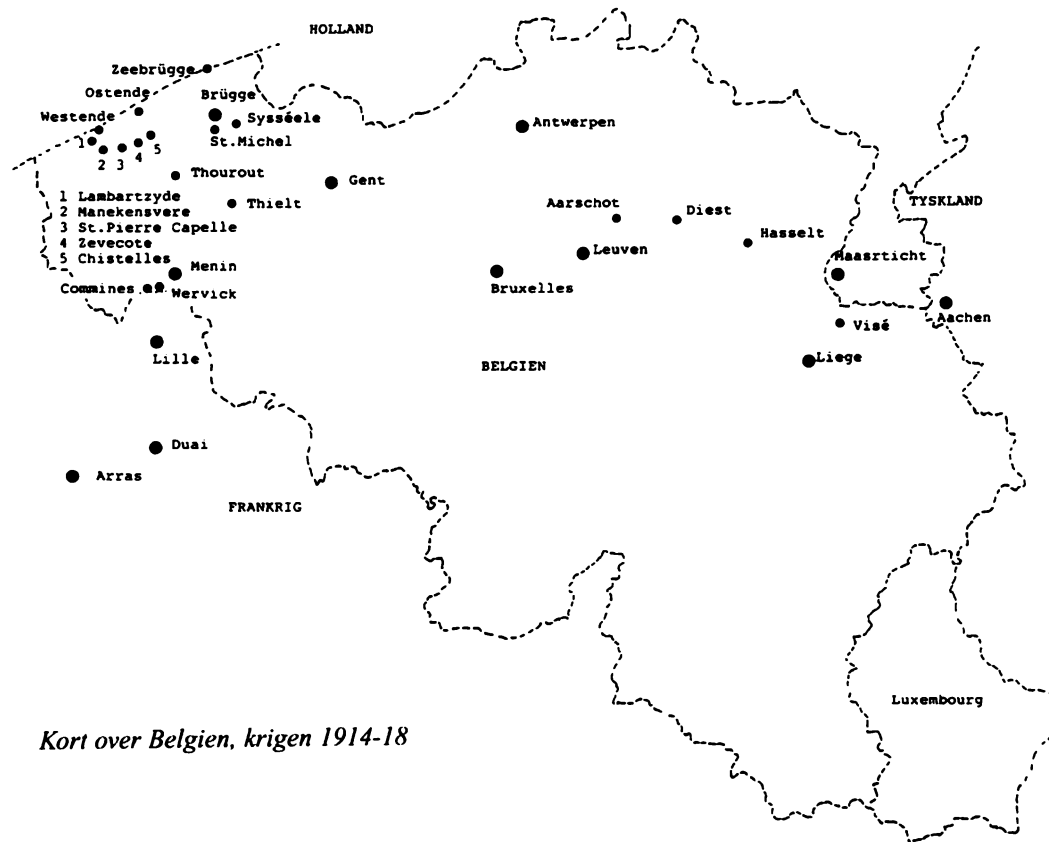 HOLLAND
Zeebrügge
Ostende
Brügge
Westende
Sysséele
Antwerpen
St.Michel
1
2
3
4
5
Thourout
Gent
1 Lambartzyde
2 Manekensvere
3 St.Pierre Capelle
4 Zevecote
5 Chistelles
Thielt
Aarschot
Diest
TYSKLAND
Hasselt
Leuven
Maasrticht
Menin
Bruxelles
Commines
Wervick
Visé
Aachen
Lille
BELGIEN
Liege
Duai
Arras
FRANKRIG
Luxembourg
Kort over Belgien, krigen 1914-18